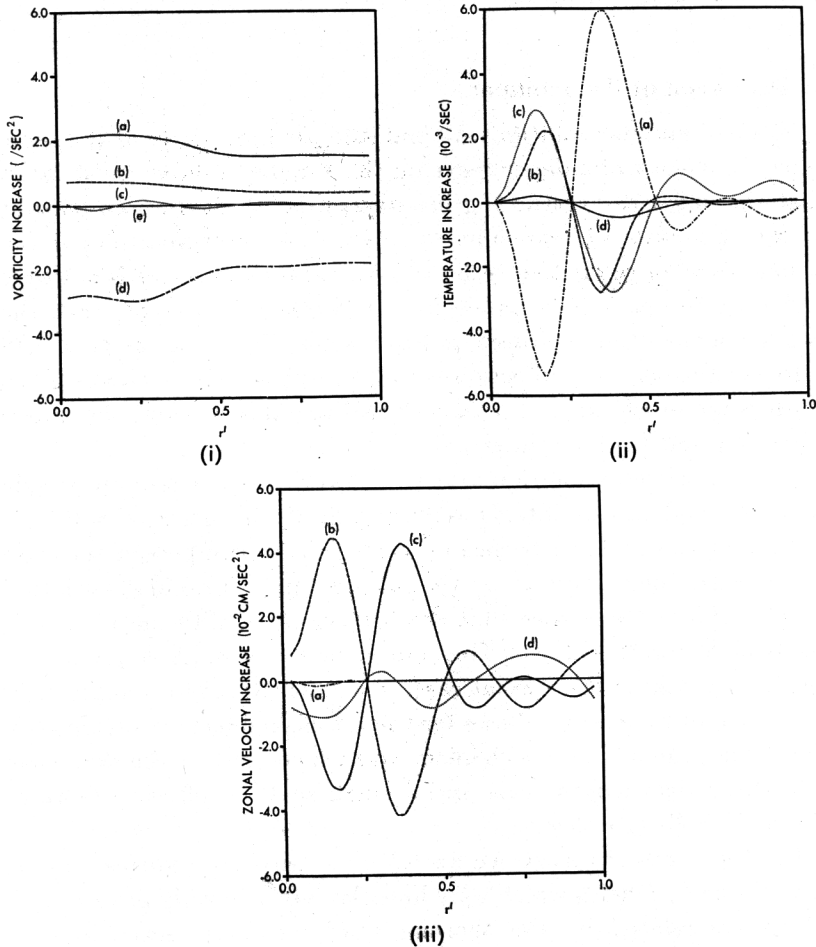 VORTICITY INCREASE ( /SEC²)
6.0
4.0
2.0
0.0
-2.0
-4.0
-6.0
(a)
(b)
(c)
(e)
(d)
0.0
0.5
1.0
r'
(i)
TEMPERATURE INCREASE (10⁻³/SEC)
6.0
4.0
2.0
0.0
-2.0
-4.0
-6.0
(c)
(a)
(b)
(d)
0.0
0.5
1.0
r'
(ii)
ZONAL VELOCITY INCREASE (10⁻²CM/SEC²)
6.0
4.0
2.0
0.0
-2.0
-4.0
-6.0
(b)
(c)
(d)
(a)
0.0
0.5
1.0
r'
(iii)